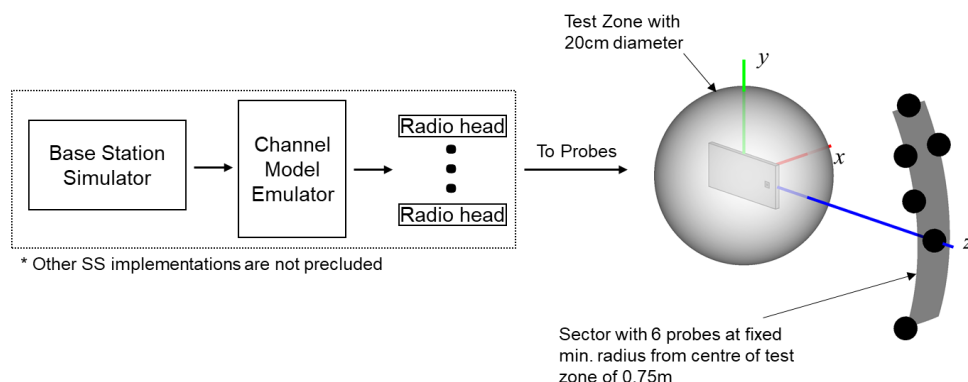 Test Zone with
20cm diameter
y
Base Station
Simulator
Channel
Model
Emulator
Radio head
Radio head
To Probes
x
z
* Other SS implementations are not precluded
Sector with 6 probes at fixed
min. radius from centre of test
zone of 0.75m